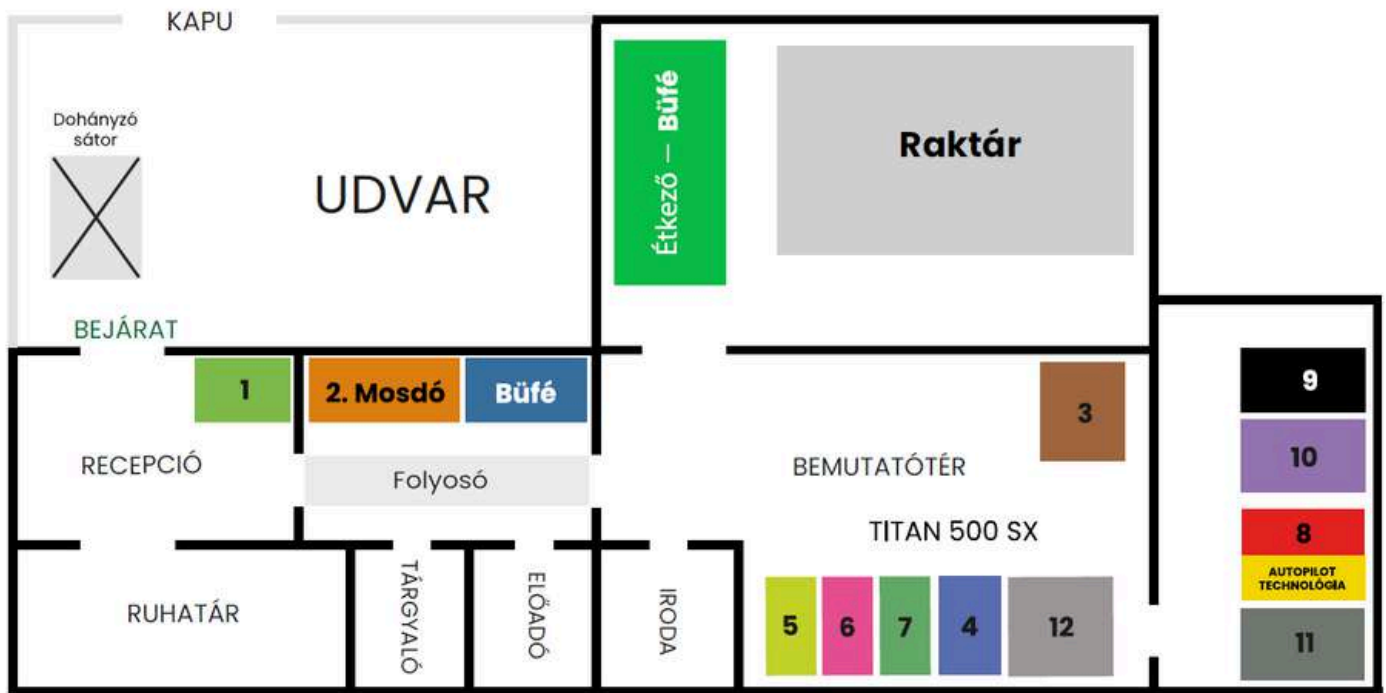 KAPU
Dohányzó
sátor
UDVAR
Étkező – Büfé
Raktár
BEJÁRAT
1
2. Mosdó
Büfé
3
9
RECEPCIÓ
Folyosó
BEMUTATÓTÉR
10
TITAN 500 SX
8
AUTOPILOT
TECHNOLÓGIA
RUHATÁR
TÁRGYALÓ
ELŐADÓ
IRODA
5
6
7
4
12
11